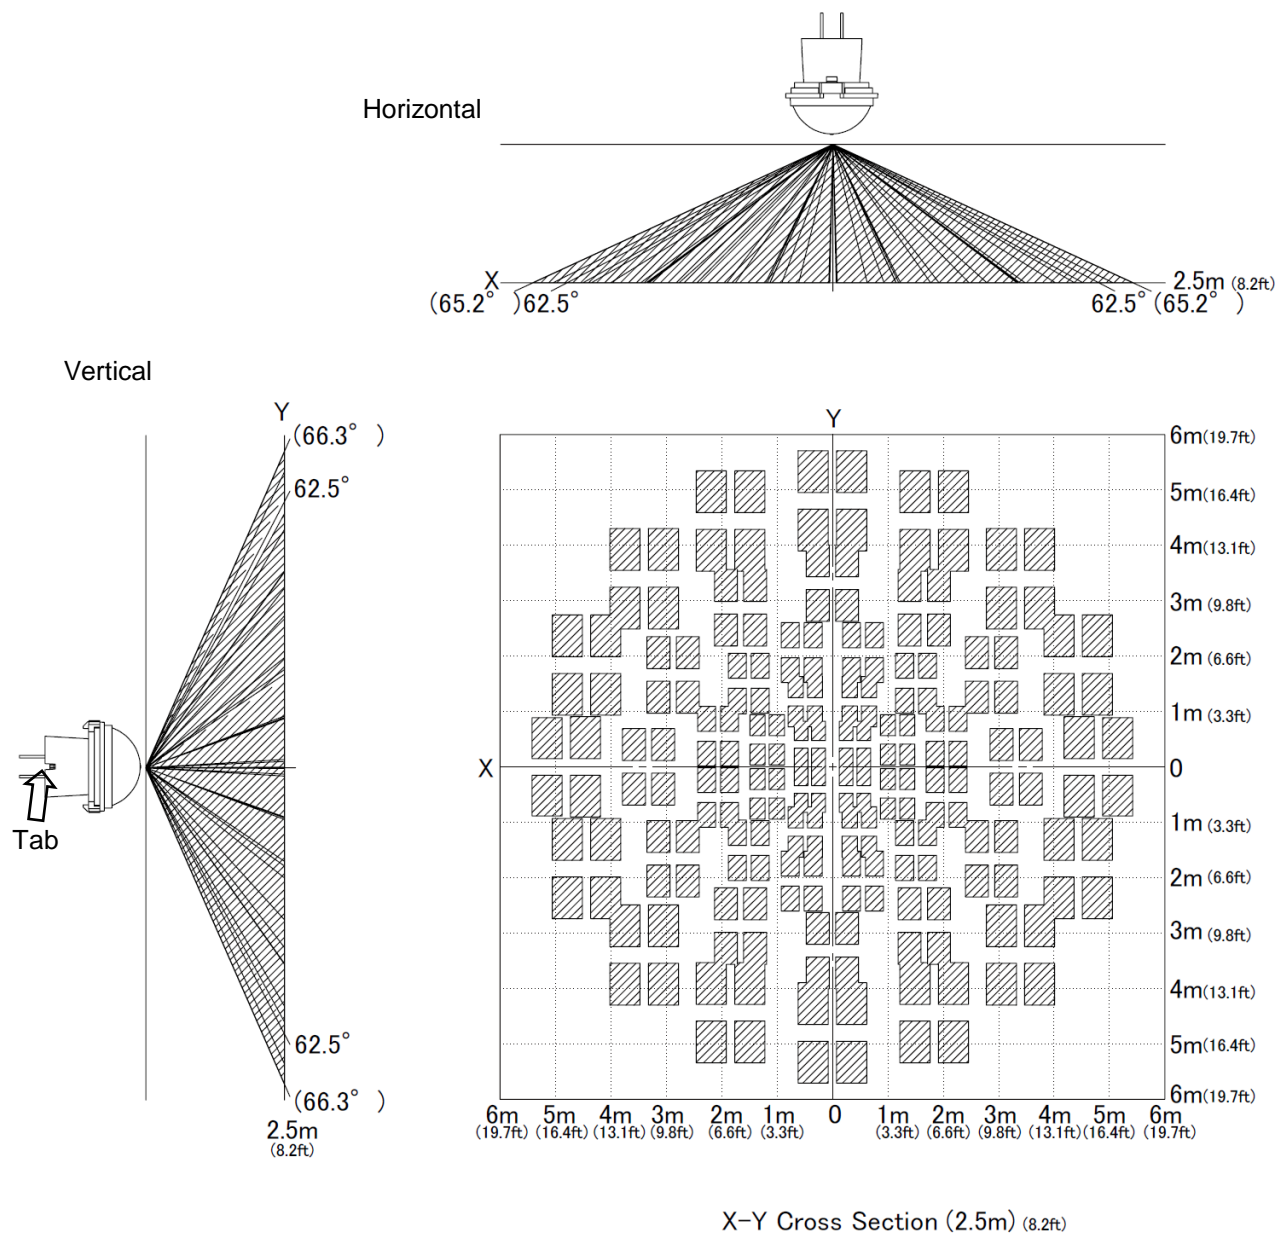 Horizontal
X
2.5m (8.2ft)
(65.2° )62.5°
62.5°(65.2° )
Vertical
Y
(66.3° )
62.5°
Tab
62.5°
(66.3° )
2.5m
(8.2ft)
Y
6m(19.7ft)
5m(16.4ft)
4m(13.1ft)
3m (9.8ft)
2m (6.6ft)
1m (3.3ft)
X
0
1m (3.3ft)
2m (6.6ft)
3m (9.8ft)
4m(13.1ft)
5m(16.4ft)
6m(19.7ft)
6m 5m 4m 3m 2m 1m 0 1m 2m 3m 4m 5m 6m
(19.7ft) (16.4ft) (13.1ft) (9.8ft) (6.6ft) (3.3ft) (3.3ft) (6.6ft) (9.8ft) (13.1ft) (16.4ft) (19.7ft)
X-Y Cross Section (2.5m) (8.2ft)